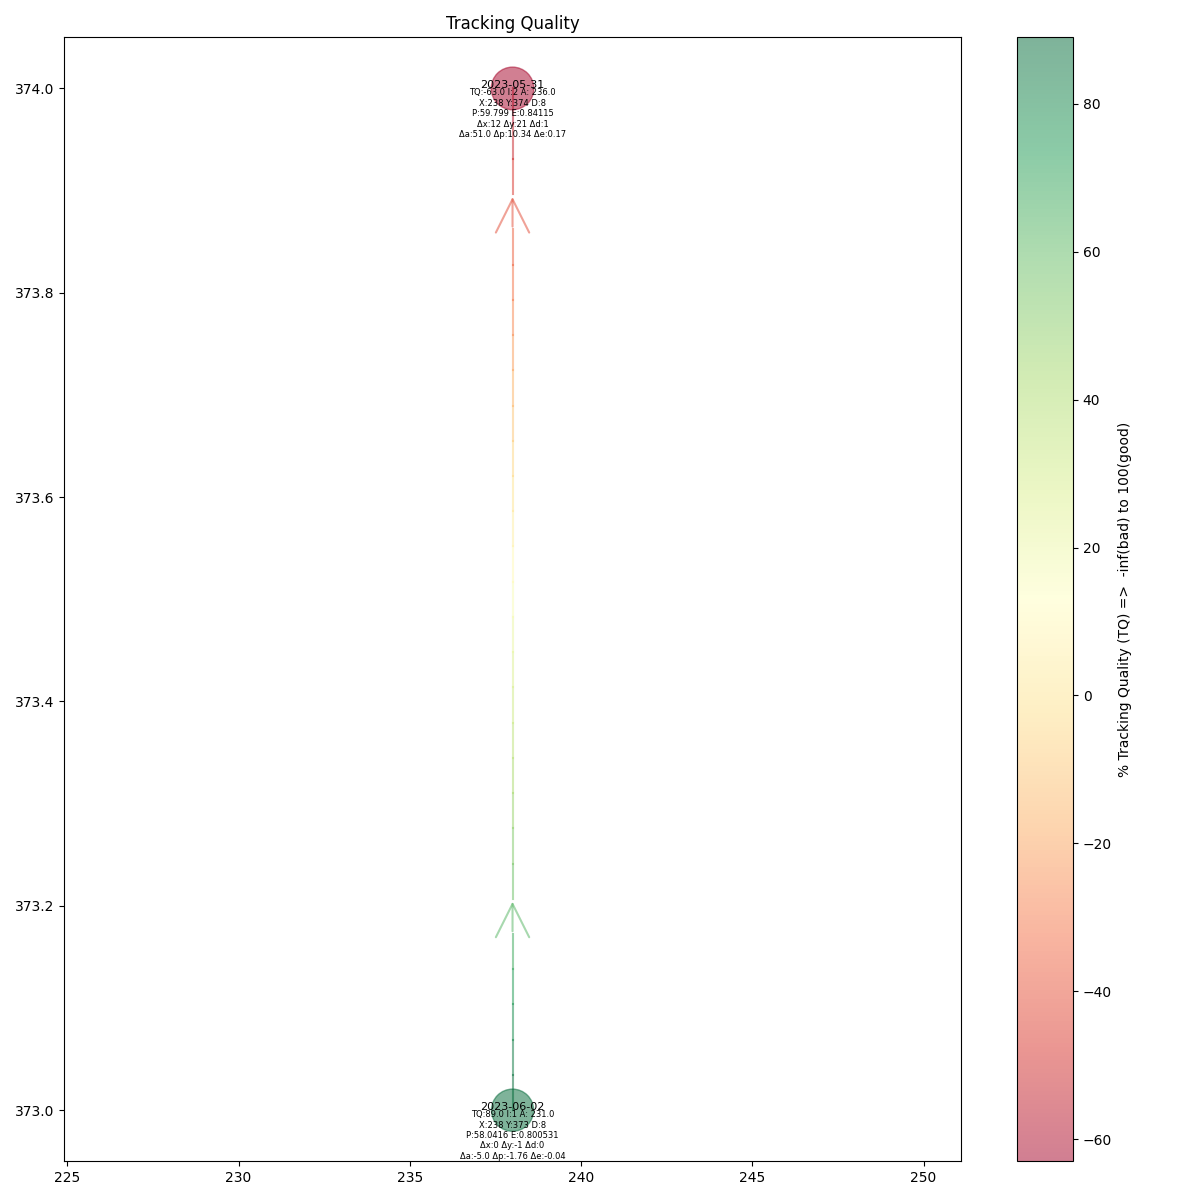 Tracking Quality
374.0
373.8
373.6
373.4
373.2
373.0
2023-05-31
TQ:-63.0 I:2 A: 236.0
X:238 Y:374 D:8
P:59.799 E:0.84115
Δx:12 Δy:21 Δd:1
Δa:51.0 Δp:10.34 Δe:0.17
2023-06-02
TQ:89.0 I:1 A: 231.0
X:238 Y:373 D:8
P:58.0416 E:0.800531
Δx:0 Δy:-1 Δd:0
Δa:-5.0 Δp:-1.76 Δe:-0.04
225 230 235 240 245 250
80
60
40
20
0
−20
−40
−60
% Tracking Quality (TQ) => -inf(bad) to 100(good)